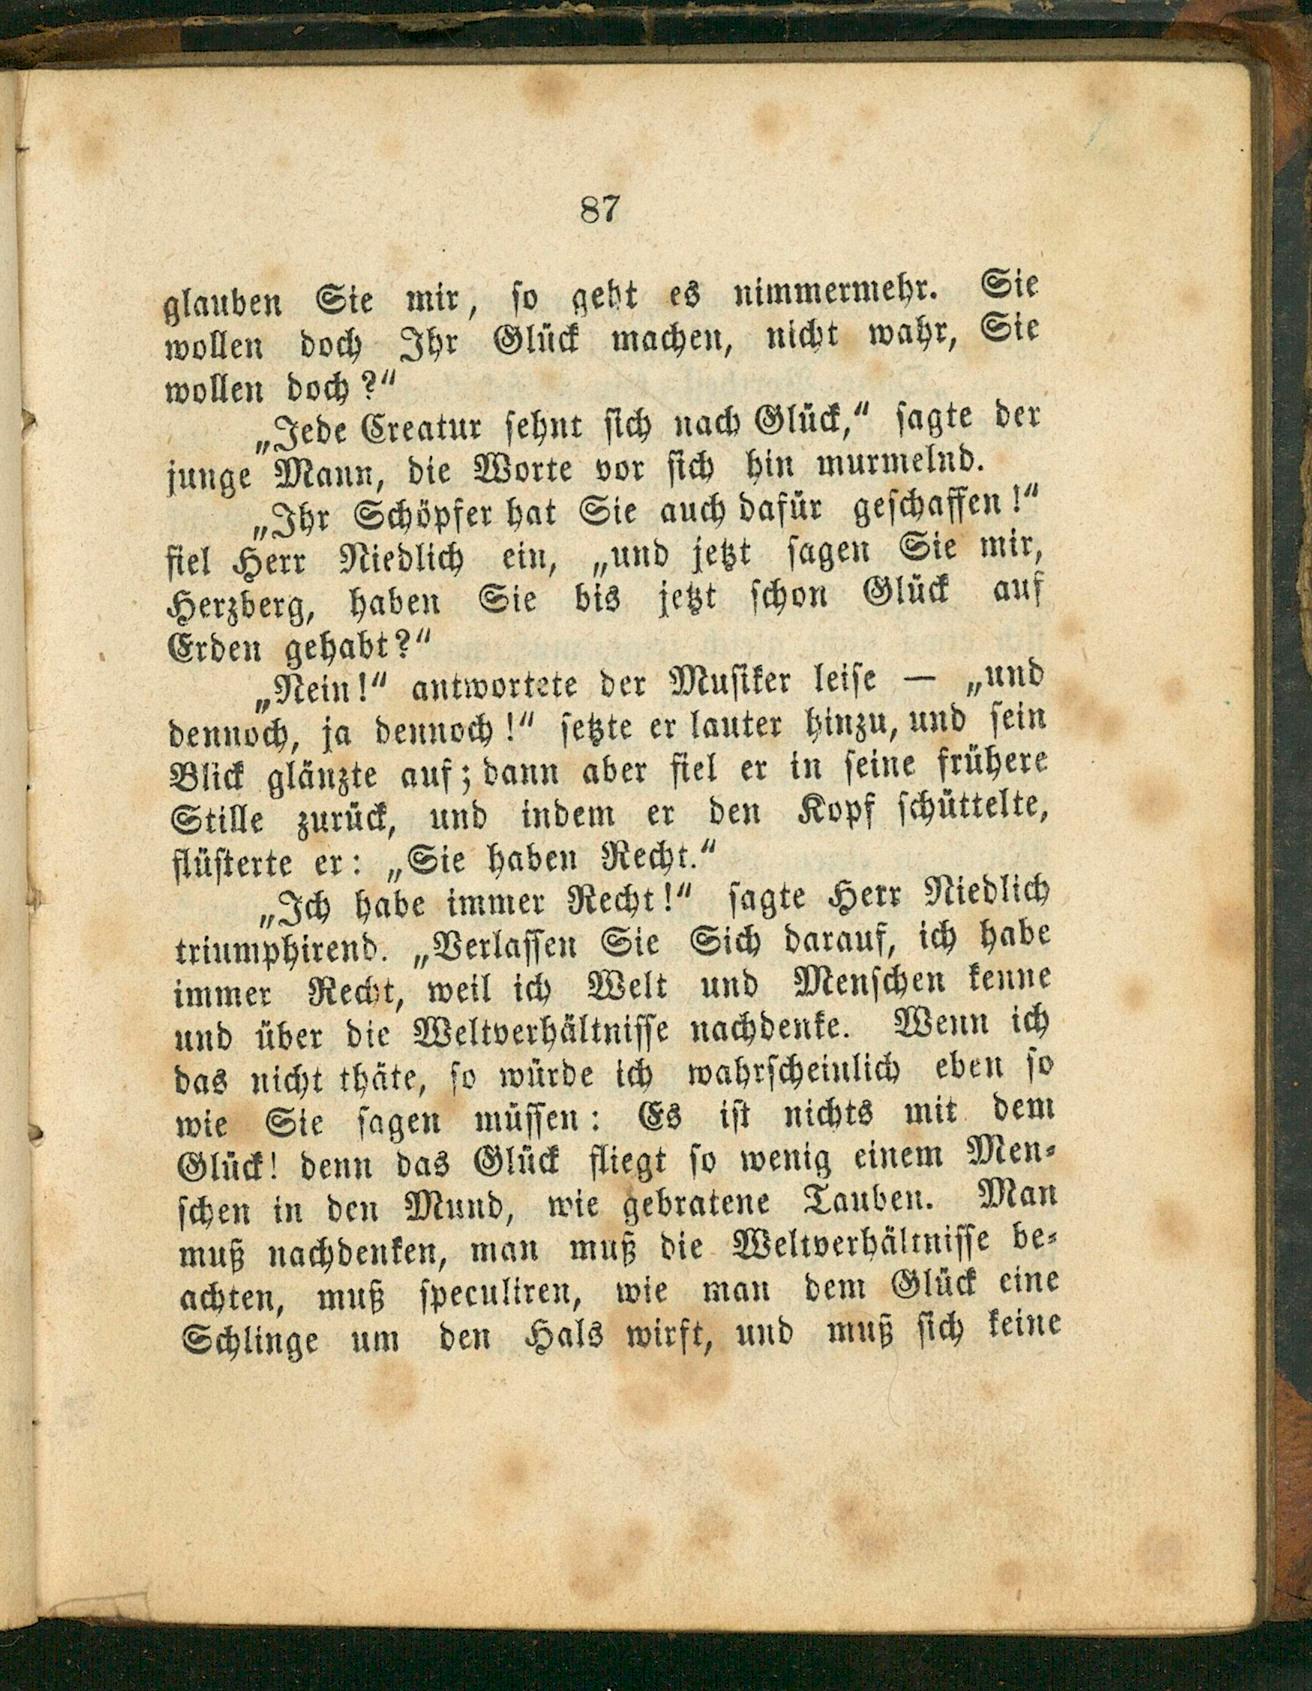 87
glauben Sie mir, so geht es nimmermehr. Sie
wollen doch Ihr Glück machen, nicht wahr, Sie
wollen doch?“
„Jede Creatur sehnt sich nach Glück,“ sagte der
junge Mann, die Worte vor sich hin murmelnd.
„Ihr Schöpfer hat Sie auch dafür geschaffen!“
fiel Herr Niedlich ein, „und jetzt sagen Sie mir,
Herzberg, haben Sie bis jetzt schon Glück auf
Erden gehabt?“
„Nein!“ antwortete der Musiker leise — „und
dennoch, ja dennoch!“ setzte er lauter hinzu, und sein
Blick glänzte auf; dann aber fiel er in seine frühere
Stille zurück, und indem er den Kopf schüttelte,
flüsterte er: „Sie haben Recht.“
„Ich habe immer Recht!“ sagte Herr Niedlich
triumphirend. „Verlassen Sie Sich darauf, ich habe
immer Recht, weil ich Welt und Menschen kenne
und über die Weltverhältnisse nachdenke. Wenn ich
das nicht thäte, so würde ich wahrscheinlich eben so
wie Sie sagen müssen: Es ist nichts mit dem
Glück! denn das Glück fliegt so wenig einem Men-
schen in den Mund, wie gebratene Tauben. Man
muß nachdenken, man muß die Weltverhältnisse be-
achten, muß speculiren, wie man dem Glück eine
Schlinge um den Hals wirft, und muß sich keine